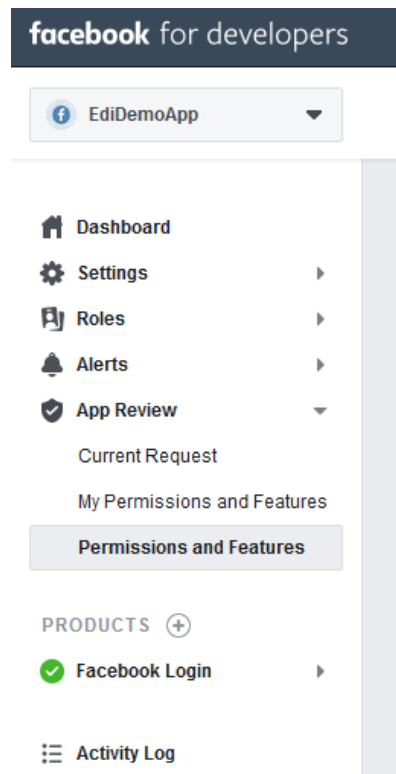 facebook for developers
EdiDemoApp
Dashboard
Settings
Roles
Alerts
App Review
Current Request
My Permissions and Features
Permissions and Features
PRODUCTS
Facebook Login
Activity Log